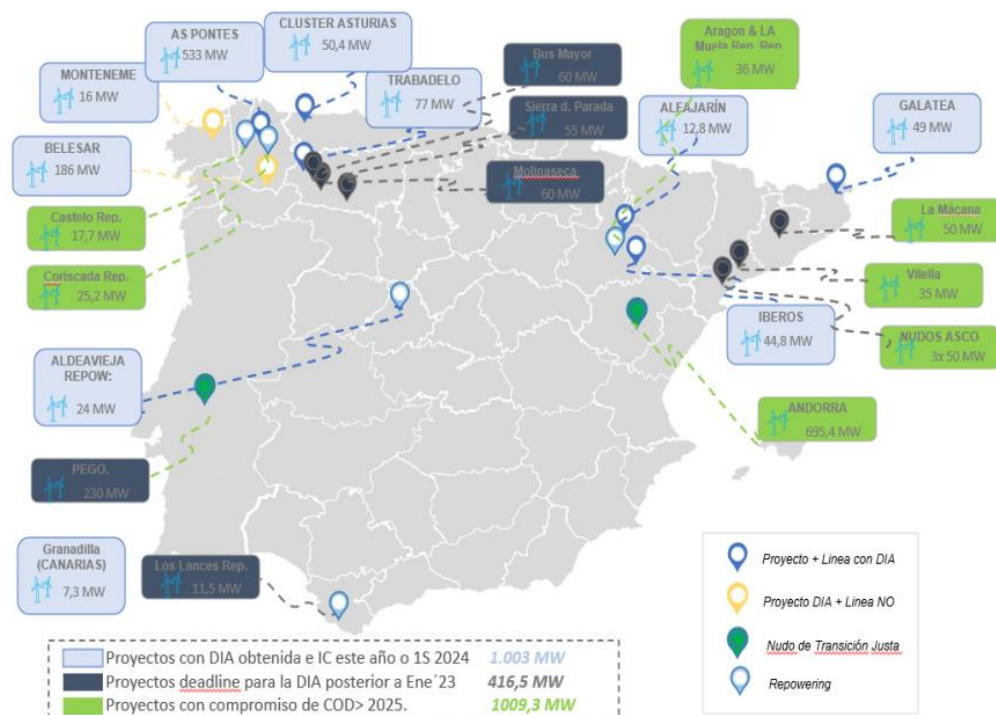 CLUSTER ASTURIAS
50,4 MW
AS PONTES
533 MW
MONTENEME
16 MW
BELESAR
186 MW
TRABADELO
77 MW
Bus Mayor
60 MW
Sierra d. Parada
55 MW
Molinaseca
60 MW
Aragon & LA
Muela Rep. Rep.
36 MW
ALFAJARÍN
12,8 MW
GALATEA
49 MW
La Mácana
50 MW
Vilella
35 MW
NUDOS ASCO
3x 50 MW
IBEROS
44,8 MW
ANDORRA
695,4 MW
Castelo Rep.
17,7 MW
Coriscada Rep.
25,2 MW
ALDEAVIEJA
REPOW:
24 MW
PEGO.
230 MW
Granadilla
(CANARIAS)
7,3 MW
Los Lances Rep.
11,5 MW
Proyecto + Linea con DIA
Proyecto DIA + Linea NO
Nudo de Transición Justa
Repowering
Proyectos con DIA obtenida e IC este año o 1S 2024 1.003 MW
Proyectos deadline para la DIA posterior a Ene´23 416,5 MW
Proyectos con compromiso de COD> 2025. 1009,3 MW